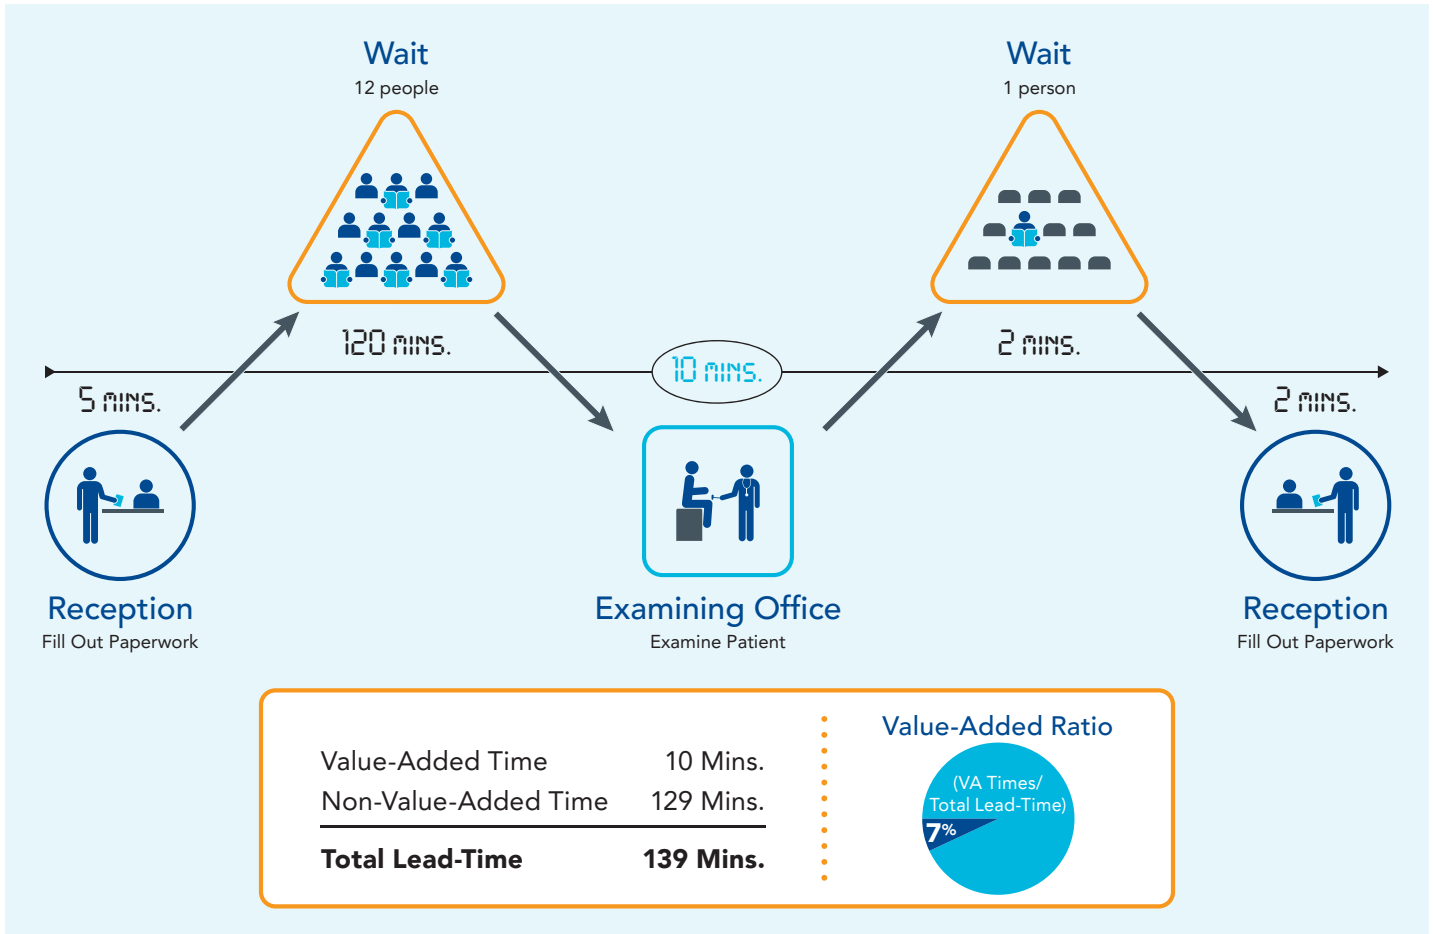 Wait
12 people
Wait
1 person
120 MINS.
10 MINS.
2 MINS.
5 MINS.
2 MINS.
Reception
Fill Out Paperwork
Examining Office
Examine Patient
Reception
Fill Out Paperwork
Value-Added Time 10 Mins.
Non-Value-Added Time 129 Mins.
Total Lead-Time 139 Mins.
Value-Added Ratio
(VA Times/
Total Lead-Time)
7%